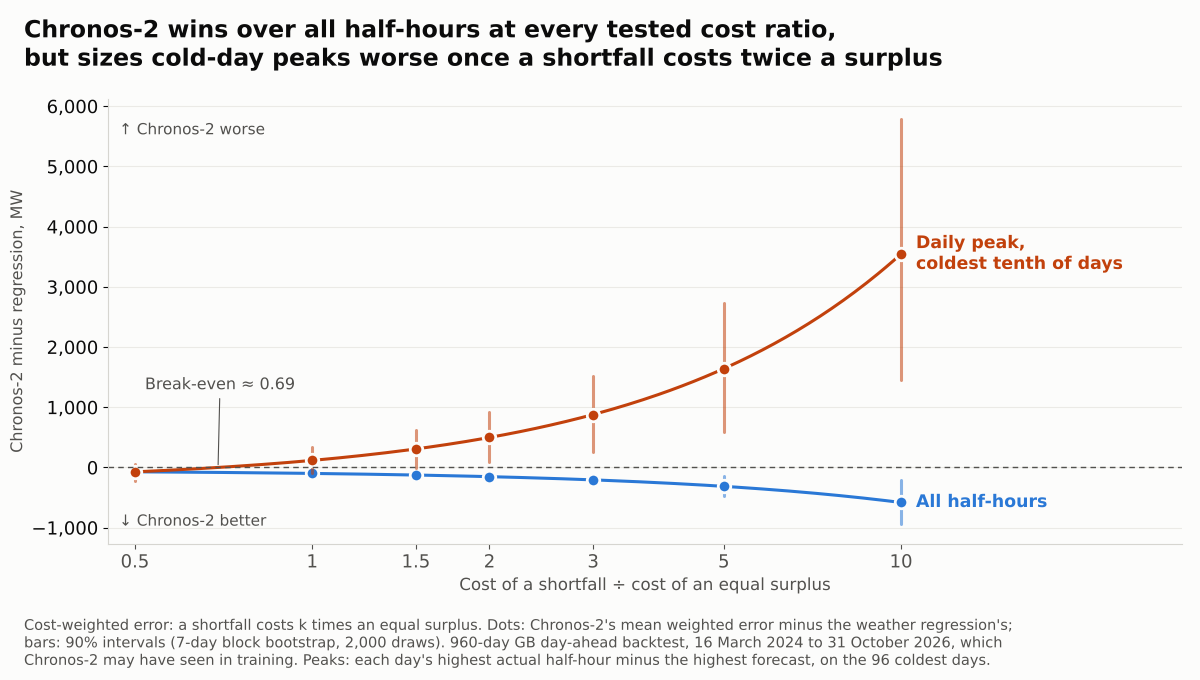 Chronos-2 wins over all half-hours at every tested cost ratio,
but sizes cold-day peaks worse once a shortfall costs twice a surplus
Chronos-2 minus regression, MW
6,000
5,000
4,000
3,000
2,000
1,000
0
−1,000
↑ Chronos-2 worse
Break-even ≈ 0.69
↓ Chronos-2 better
Daily peak,
coldest tenth of days
All half-hours
0.5
1
1.5
2
3
5
10
Cost of a shortfall ÷ cost of an equal surplus
Cost-weighted error: a shortfall costs k times an equal surplus. Dots: Chronos-2's mean weighted error minus the weather regression's;
bars: 90% intervals (7-day block bootstrap, 2,000 draws). 960-day GB day-ahead backtest, 16 March 2024 to 31 October 2026, which
Chronos-2 may have seen in training. Peaks: each day's highest actual half-hour minus the highest forecast, on the 96 coldest days.